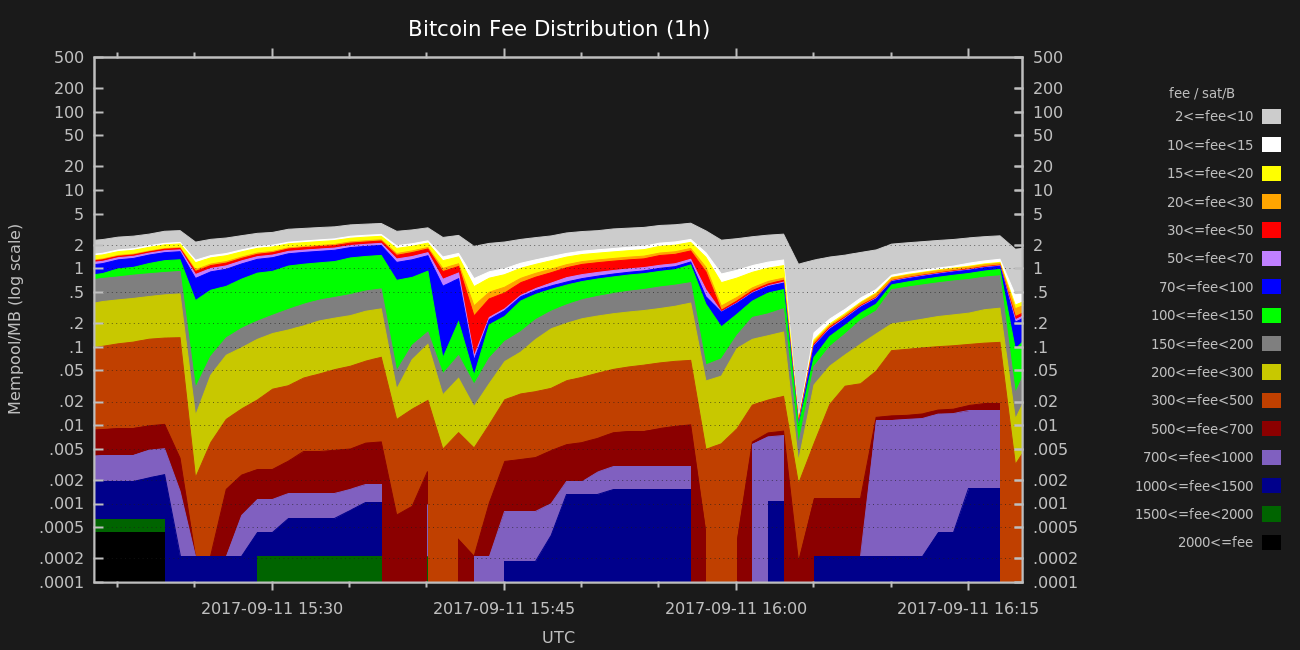 Bitcoin Fee Distribution (1h)
500
200
100
50
20
10
5
2
1
.5
.2
.1
.05
.02
.01
.005
.002
.001
.0005
.0002
.0001
Mempool/MB (log scale)
500
200
100
50
20
10
5
2
1
.5
.2
.1
.05
.02
.01
.005
.002
.001
.0005
.0002
.0001
2017-09-11 15:30 2017-09-11 15:45 2017-09-11 16:00 2017-09-11 16:15
UTC
fee / sat/B
2<=fee<10
10<=fee<15
15<=fee<20
20<=fee<30
30<=fee<50
50<=fee<70
70<=fee<100
100<=fee<150
150<=fee<200
200<=fee<300
300<=fee<500
500<=fee<700
700<=fee<1000
1000<=fee<1500
1500<=fee<2000
2000<=fee